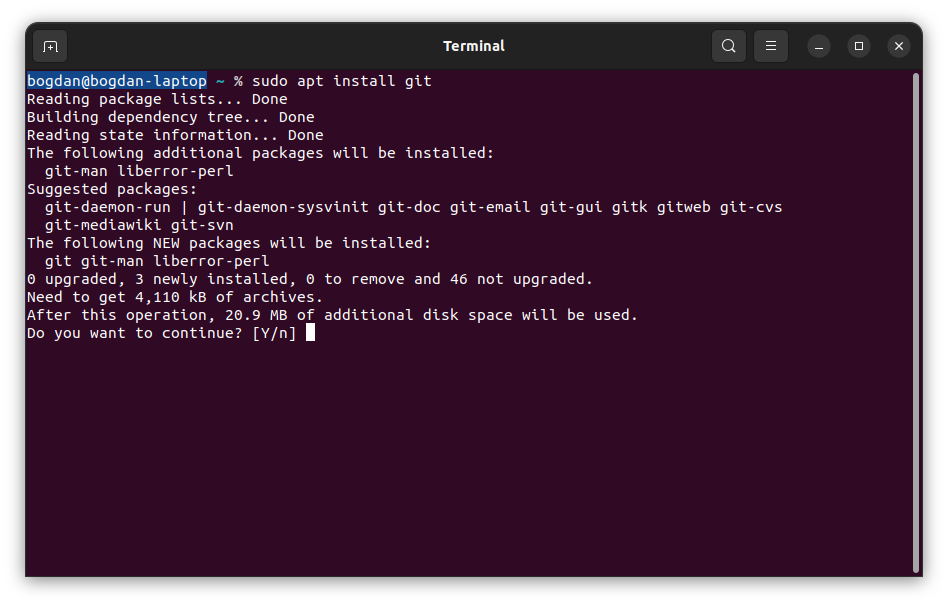 Terminal
bogdan@bogdan-laptop ~ % sudo apt install git
Reading package lists... Done
Building dependency tree... Done
Reading state information... Done
The following additional packages will be installed:
  git-man liberror-perl
Suggested packages:
  git-daemon-run | git-daemon-sysvinit git-doc git-email git-gui gitk gitweb git-cvs
  git-mediawiki git-svn
The following NEW packages will be installed:
  git git-man liberror-perl
0 upgraded, 3 newly installed, 0 to remove and 46 not upgraded.
Need to get 4,110 kB of archives.
After this operation, 20.9 MB of additional disk space will be used.
Do you want to continue? [Y/n]